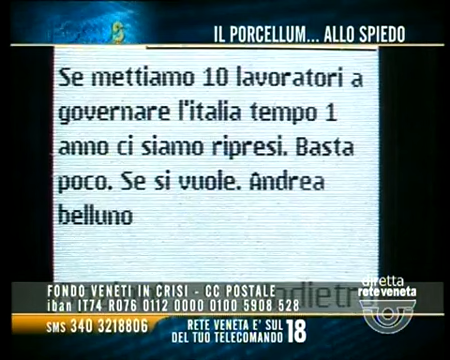 IL PORCELLUM... ALLO SPIEDO
Se mettiamo 10 lavoratori a
governare l'italia tempo 1
anno ci siamo ripresi. Basta
poco. Se si vuole. Andrea
belluno
diretta
reteveneta
FONDO VENETI IN CRISI - CC POSTALE
iban IT74 R076 0112 0000 0100 5908 528
SMS 340 3218806
RETE VENETA E' SUL
DEL TUO TELECOMANDO 18